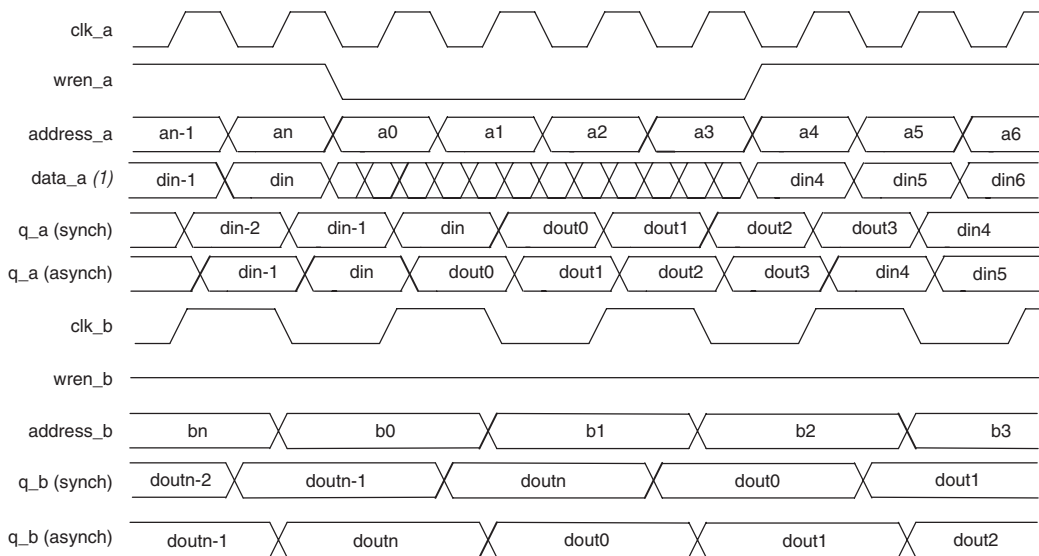 clk_a
wren_a
address_a an-1 an a0 a1 a2 a3 a4 a5 a6
data_a (1) din-1 din din4 din5 din6
q_a (synch) din-2 din-1 din dout0 dout1 dout2 dout3 din4
q_a (asynch) din-1 din dout0 dout1 dout2 dout3 din4 din5
clk_b
wren_b
address_b bn b0 b1 b2 b3
q_b (synch) doutn-2 doutn-1 doutn dout0 dout1
q_b (asynch) doutn-1 doutn dout0 dout1 dout2